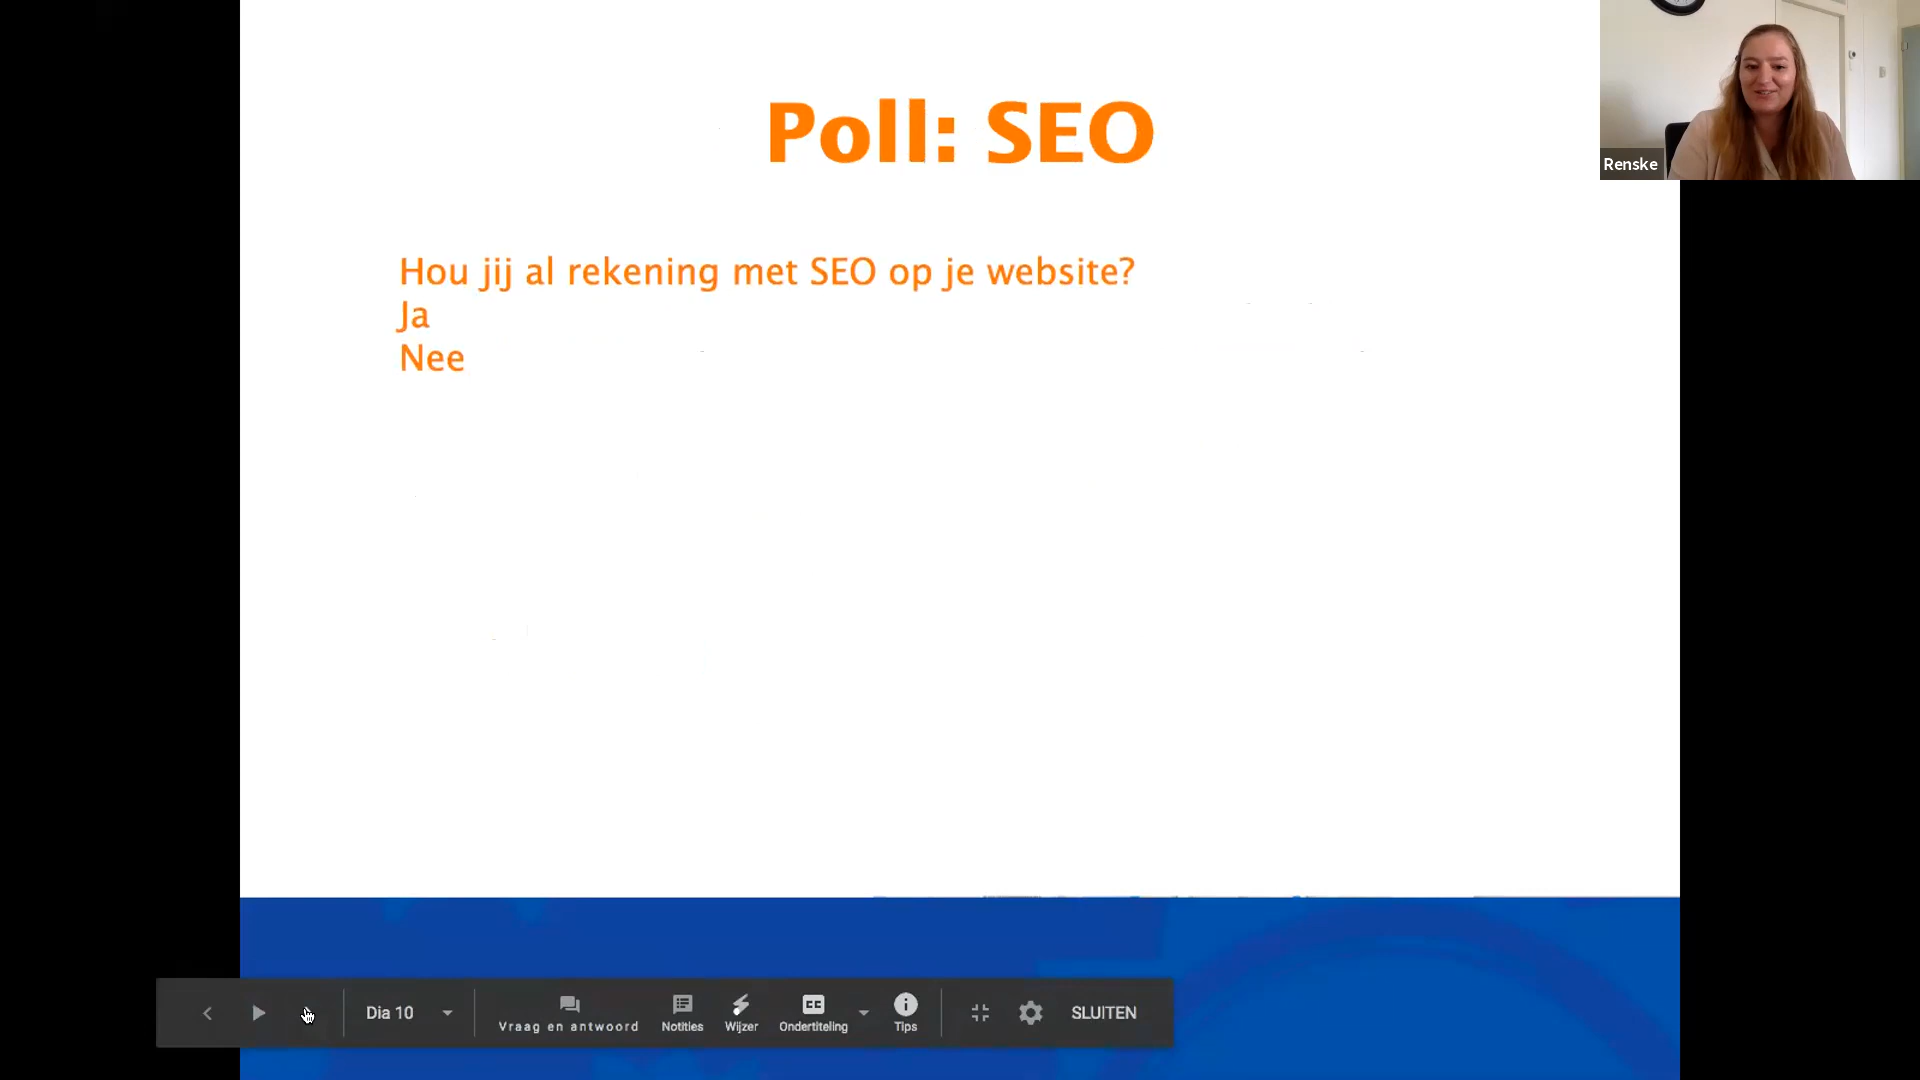 Poll: SEO
Renske
Hou jij al rekening met SEO op je website?
Ja
Nee
Dia 10
Vraag en antwoord
Notities
Wijzer
Ondertiteling
Tips
SLUITEN